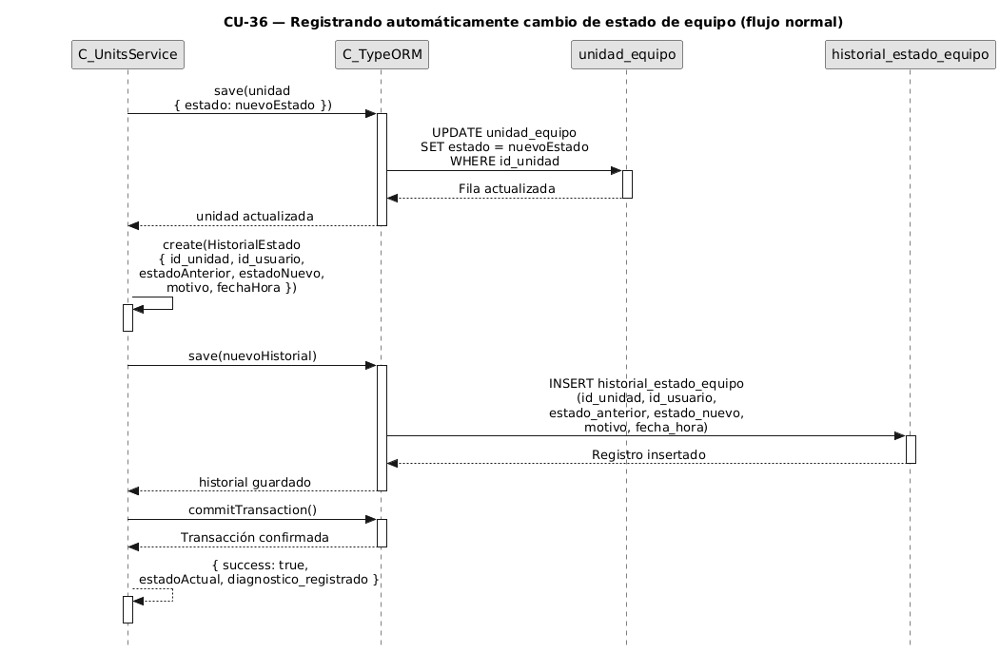 CU-36 — Registrando automáticamente cambio de estado de equipo (flujo normal)
C_UnitsService
C_TypeORM
unidad_equipo
historial_estado_equipo
save(unidad
{ estado: nuevoEstado })
UPDATE unidad_equipo
SET estado = nuevoEstado
WHERE id_unidad
Fila actualizada
unidad actualizada
create(HistorialEstado
{ id_unidad, id_usuario,
estadoAnterior, estadoNuevo,
motivo, fechaHora })
save(nuevoHistorial)
INSERT historial_estado_equipo
(id_unidad, id_usuario,
estado_anterior, estado_nuevo,
motivo, fecha_hora)
Registro insertado
historial guardado
commitTransaction()
Transacción confirmada
{ success: true,
estadoActual, diagnostico_registrado }